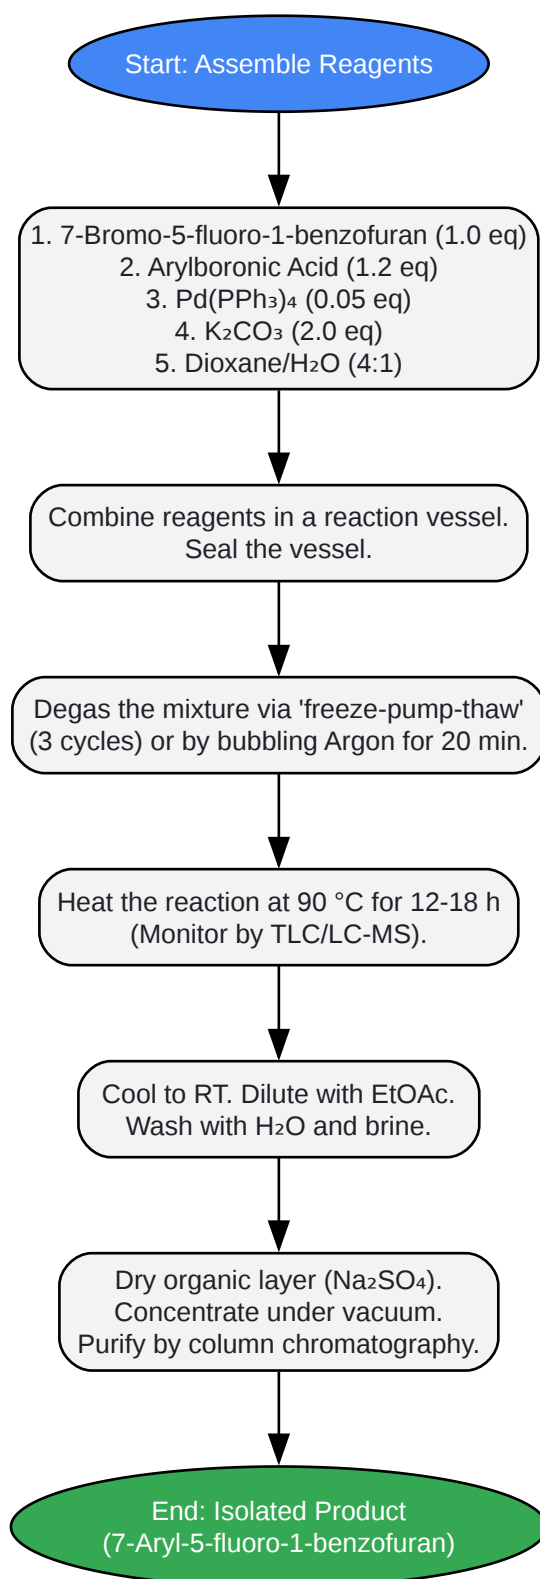 Start: Assemble Reagents
1. 7-Bromo-5-fluoro-1-benzofuran (1.0 eq)
2. Arylboronic Acid (1.2 eq)
3. Pd(PPh₃)₄ (0.05 eq)
4. K₂CO₃ (2.0 eq)
5. Dioxane/H₂O (4:1)
Combine reagents in a reaction vessel.
Seal the vessel.
Degas the mixture via 'freeze-pump-thaw'
(3 cycles) or by bubbling Argon for 20 min.
Heat the reaction at 90 °C for 12-18 h
(Monitor by TLC/LC-MS).
Cool to RT. Dilute with EtOAc.
Wash with H₂O and brine.
Dry organic layer (Na₂SO₄).
Concentrate under vacuum.
Purify by column chromatography.
End: Isolated Product
(7-Aryl-5-fluoro-1-benzofuran)